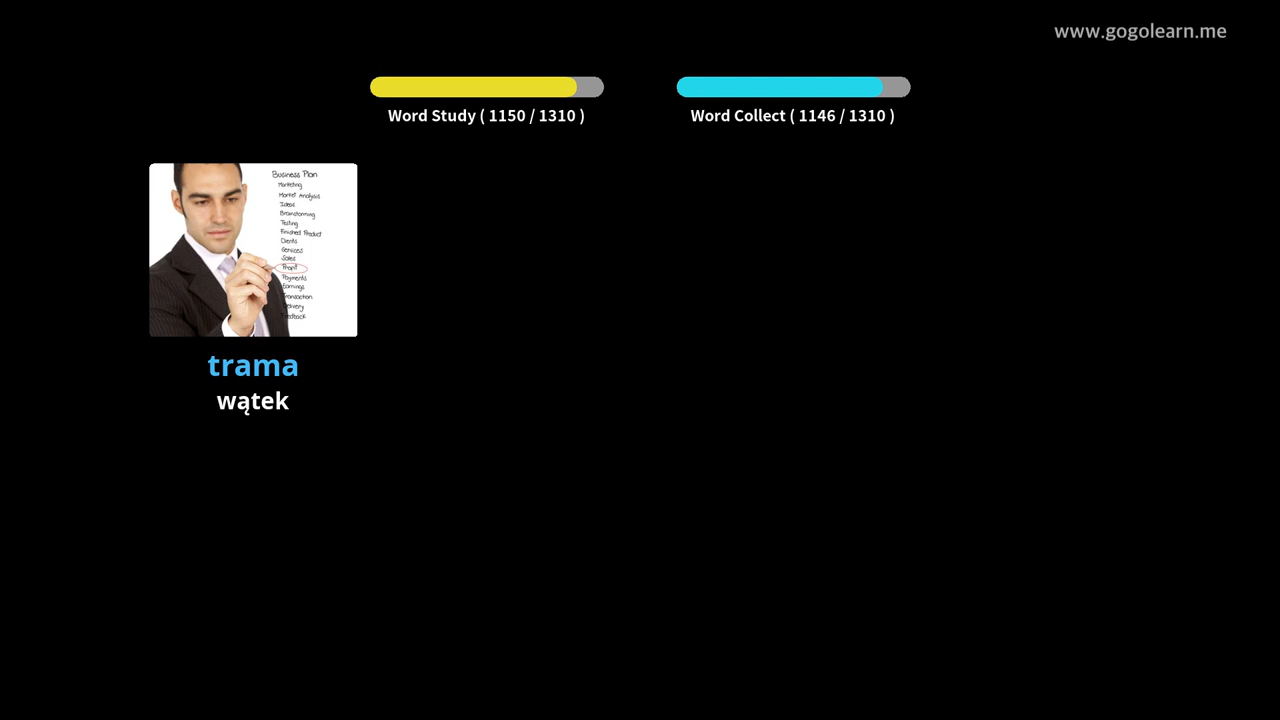 www.gogolearn.me
Word Study ( 1150 / 1310 )
Word Collect ( 1146 / 1310 )
Business Plan
Marketing
Market Analysis
Ideas
Brainstorming
Testing
Finished Product
Clients
Services
Sales
Profit
Payments
Earnings
Transaction
Delivery
Feedback
trama
wątek